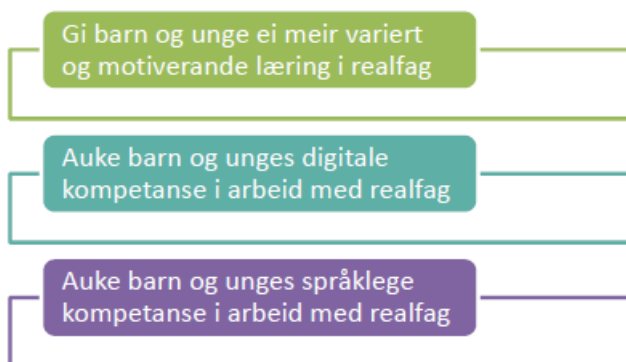 Gi barn og unge ei meir variert
og motiverande læring i realfag
Auke barn og unges digitale
kompetanse i arbeid med realfag
Auke barn og unges språklege
kompetanse i arbeid med realfag